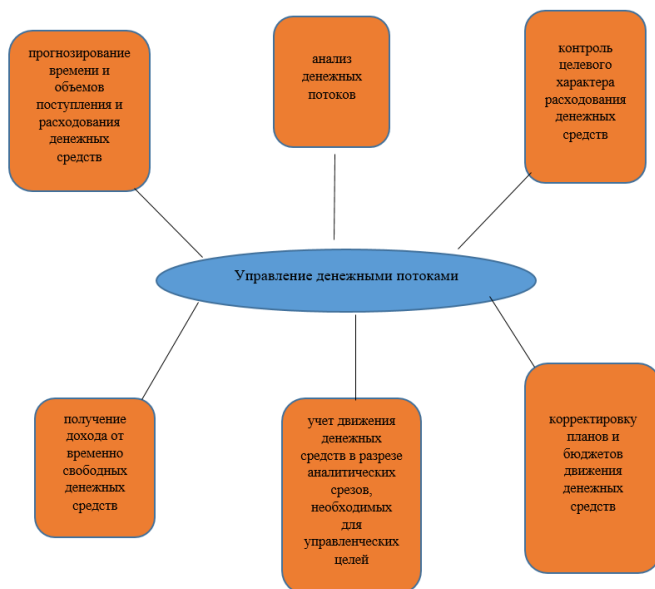 прогнозирование
времени и
объемов
поступления и
расходования
денежных
средств
анализ
денежных
потоков
контроль
целевого
характера
расходования
денежных
средств
Управление денежными потоками
получение
дохода от
временно
свободных
денежных
средств
учет движения
денежных
средств в разрезе
аналитических
срезов,
необходимых
для
управленческих
целей
корректировку
планов и
бюджетов
движения
денежных
средств